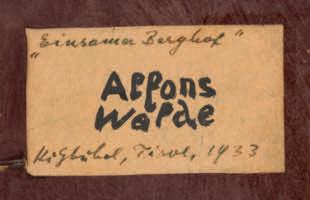 "Einsamer Berghof"
Alfons
Walde
Kitzbühel, Tirol, 1933